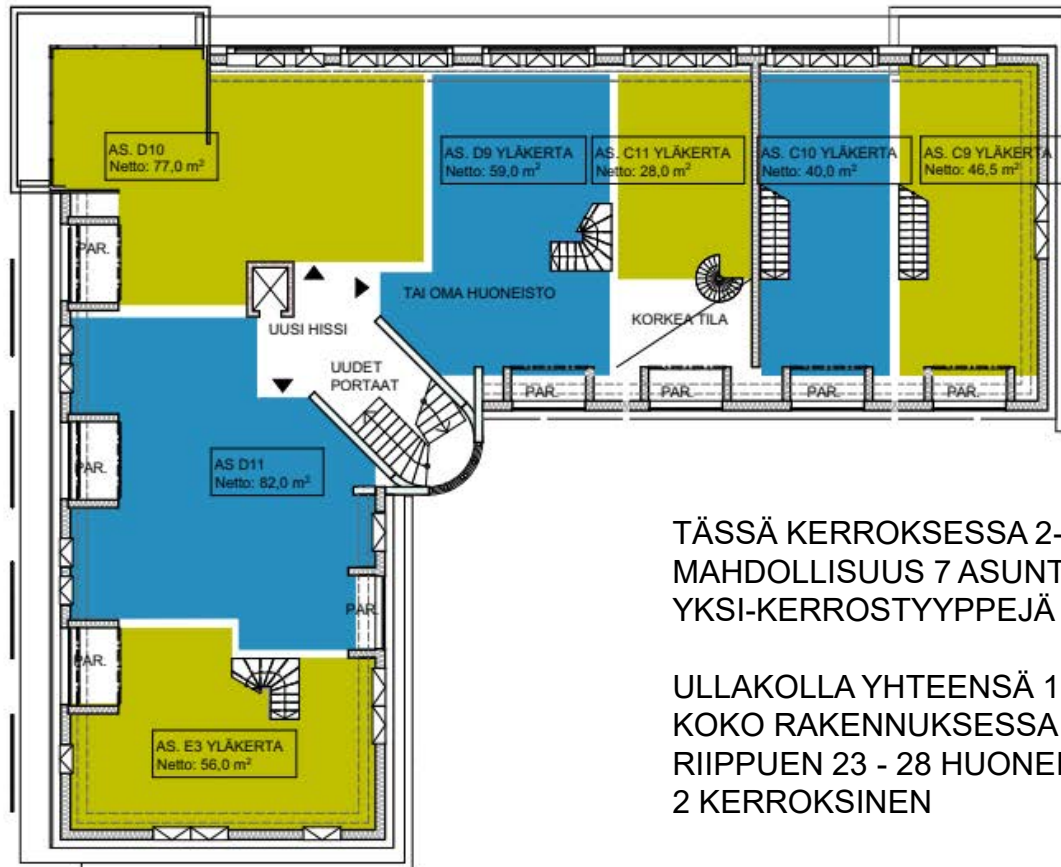 AS. D10
Netto: 77,0 m²
AS. D9 YLÄKERTA
Netto: 59,0 m²
AS. C11 YLÄKERTA
Netto: 28,0 m²
AS. C10 YLÄKERTA
Netto: 40,0 m²
AS. C9 YLÄKERTA
Netto: 46,5 m²
PAR.
TAI OMA HUONEISTO
UUSI HISSI
KORKEA TILA
UUDET
PORTAAT
PAR.
PAR.
PAR.
PAR.
PAR.
AS D11
Netto: 82,0 m²
PAR.
PAR.
AS. E3 YLÄKERTA
Netto: 56,0 m²
TÄSSÄ KERROKSESSA 2-
MAHDOLLISUUS 7 ASUNT
YKSI-KERROSTYYPPEJÄ
ULLAKOLLA YHTEENSÄ 1
KOKO RAKENNUKSESSA
RIIPPUEN 23 - 28 HUONEI
2 KERROKSINEN